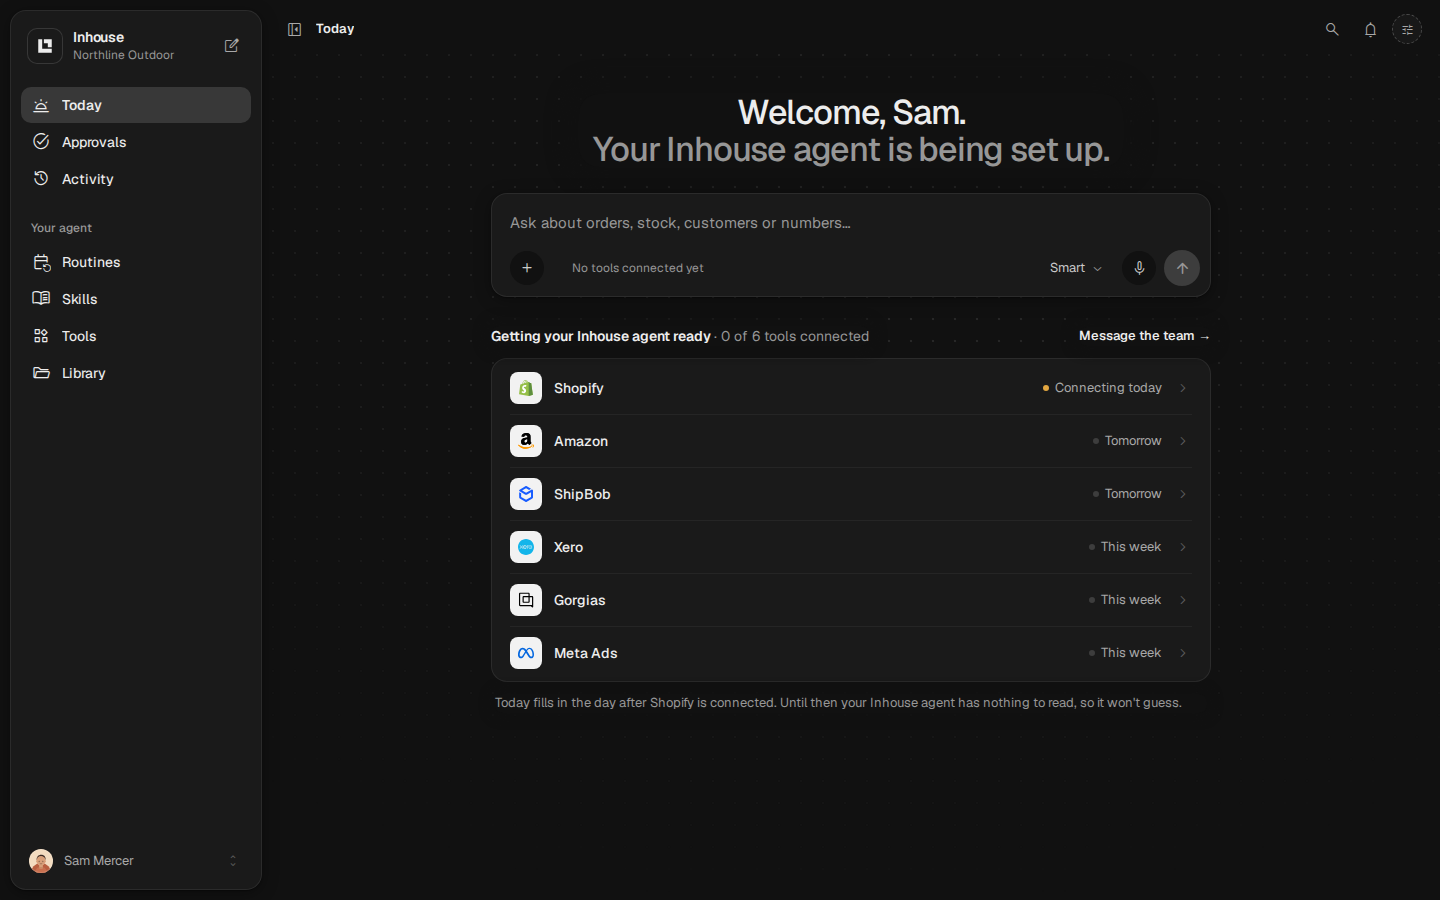 Inhouse
Northline Outdoor
Today
Approvals
Activity
Your agent
Routines
Skills
Tools
Library
Sam Mercer
Today
Welcome, Sam.
Your Inhouse agent is being set up.
Ask about orders, stock, customers or numbers…
No tools connected yet
Smart
Getting your Inhouse agent ready · 0 of 6 tools connected
Message the team →
Shopify
Connecting today
Amazon
Tomorrow
ShipBob
Tomorrow
xero
Xero
This week
Gorgias
This week
Meta Ads
This week
Today fills in the day after Shopify is connected. Until then your Inhouse agent has nothing to read, so it won't guess.